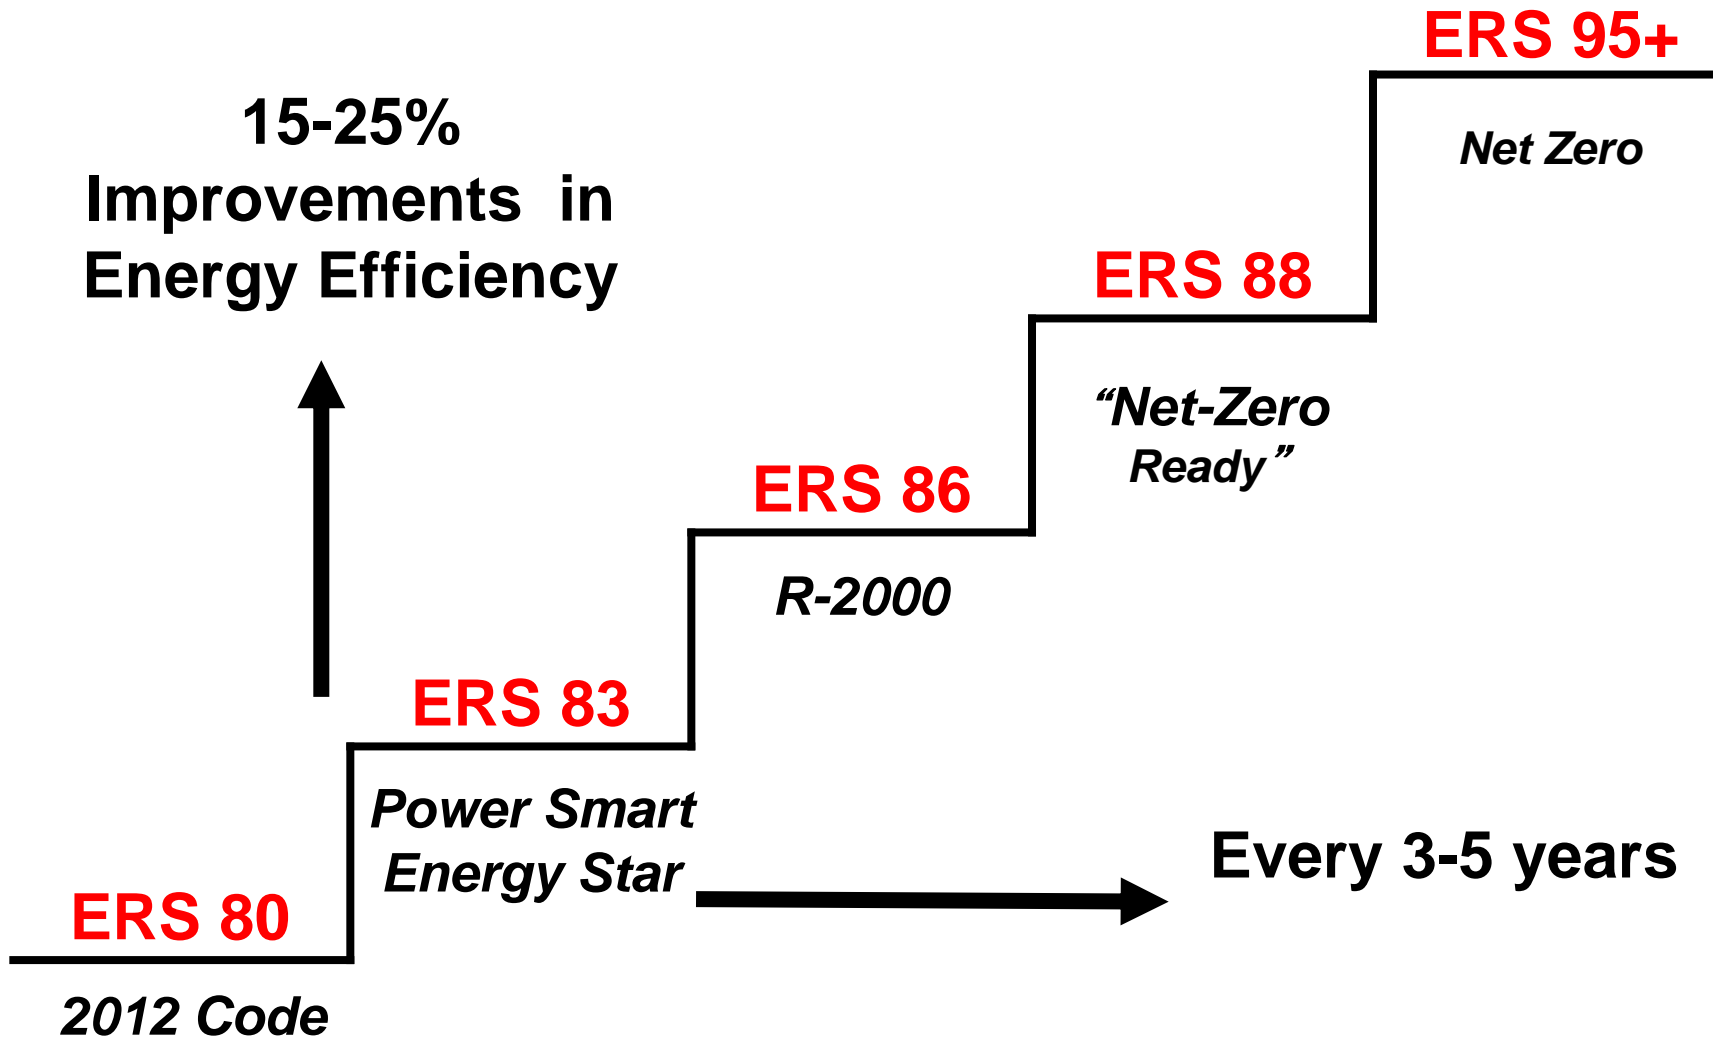 ERS 95+
Net Zero
15-25%
Improvements in
Energy Efficiency
ERS 88
“Net-Zero
Ready”
ERS 86
R-2000
ERS 83
Power Smart
Energy Star
Every 3-5 years
ERS 80
2012 Code